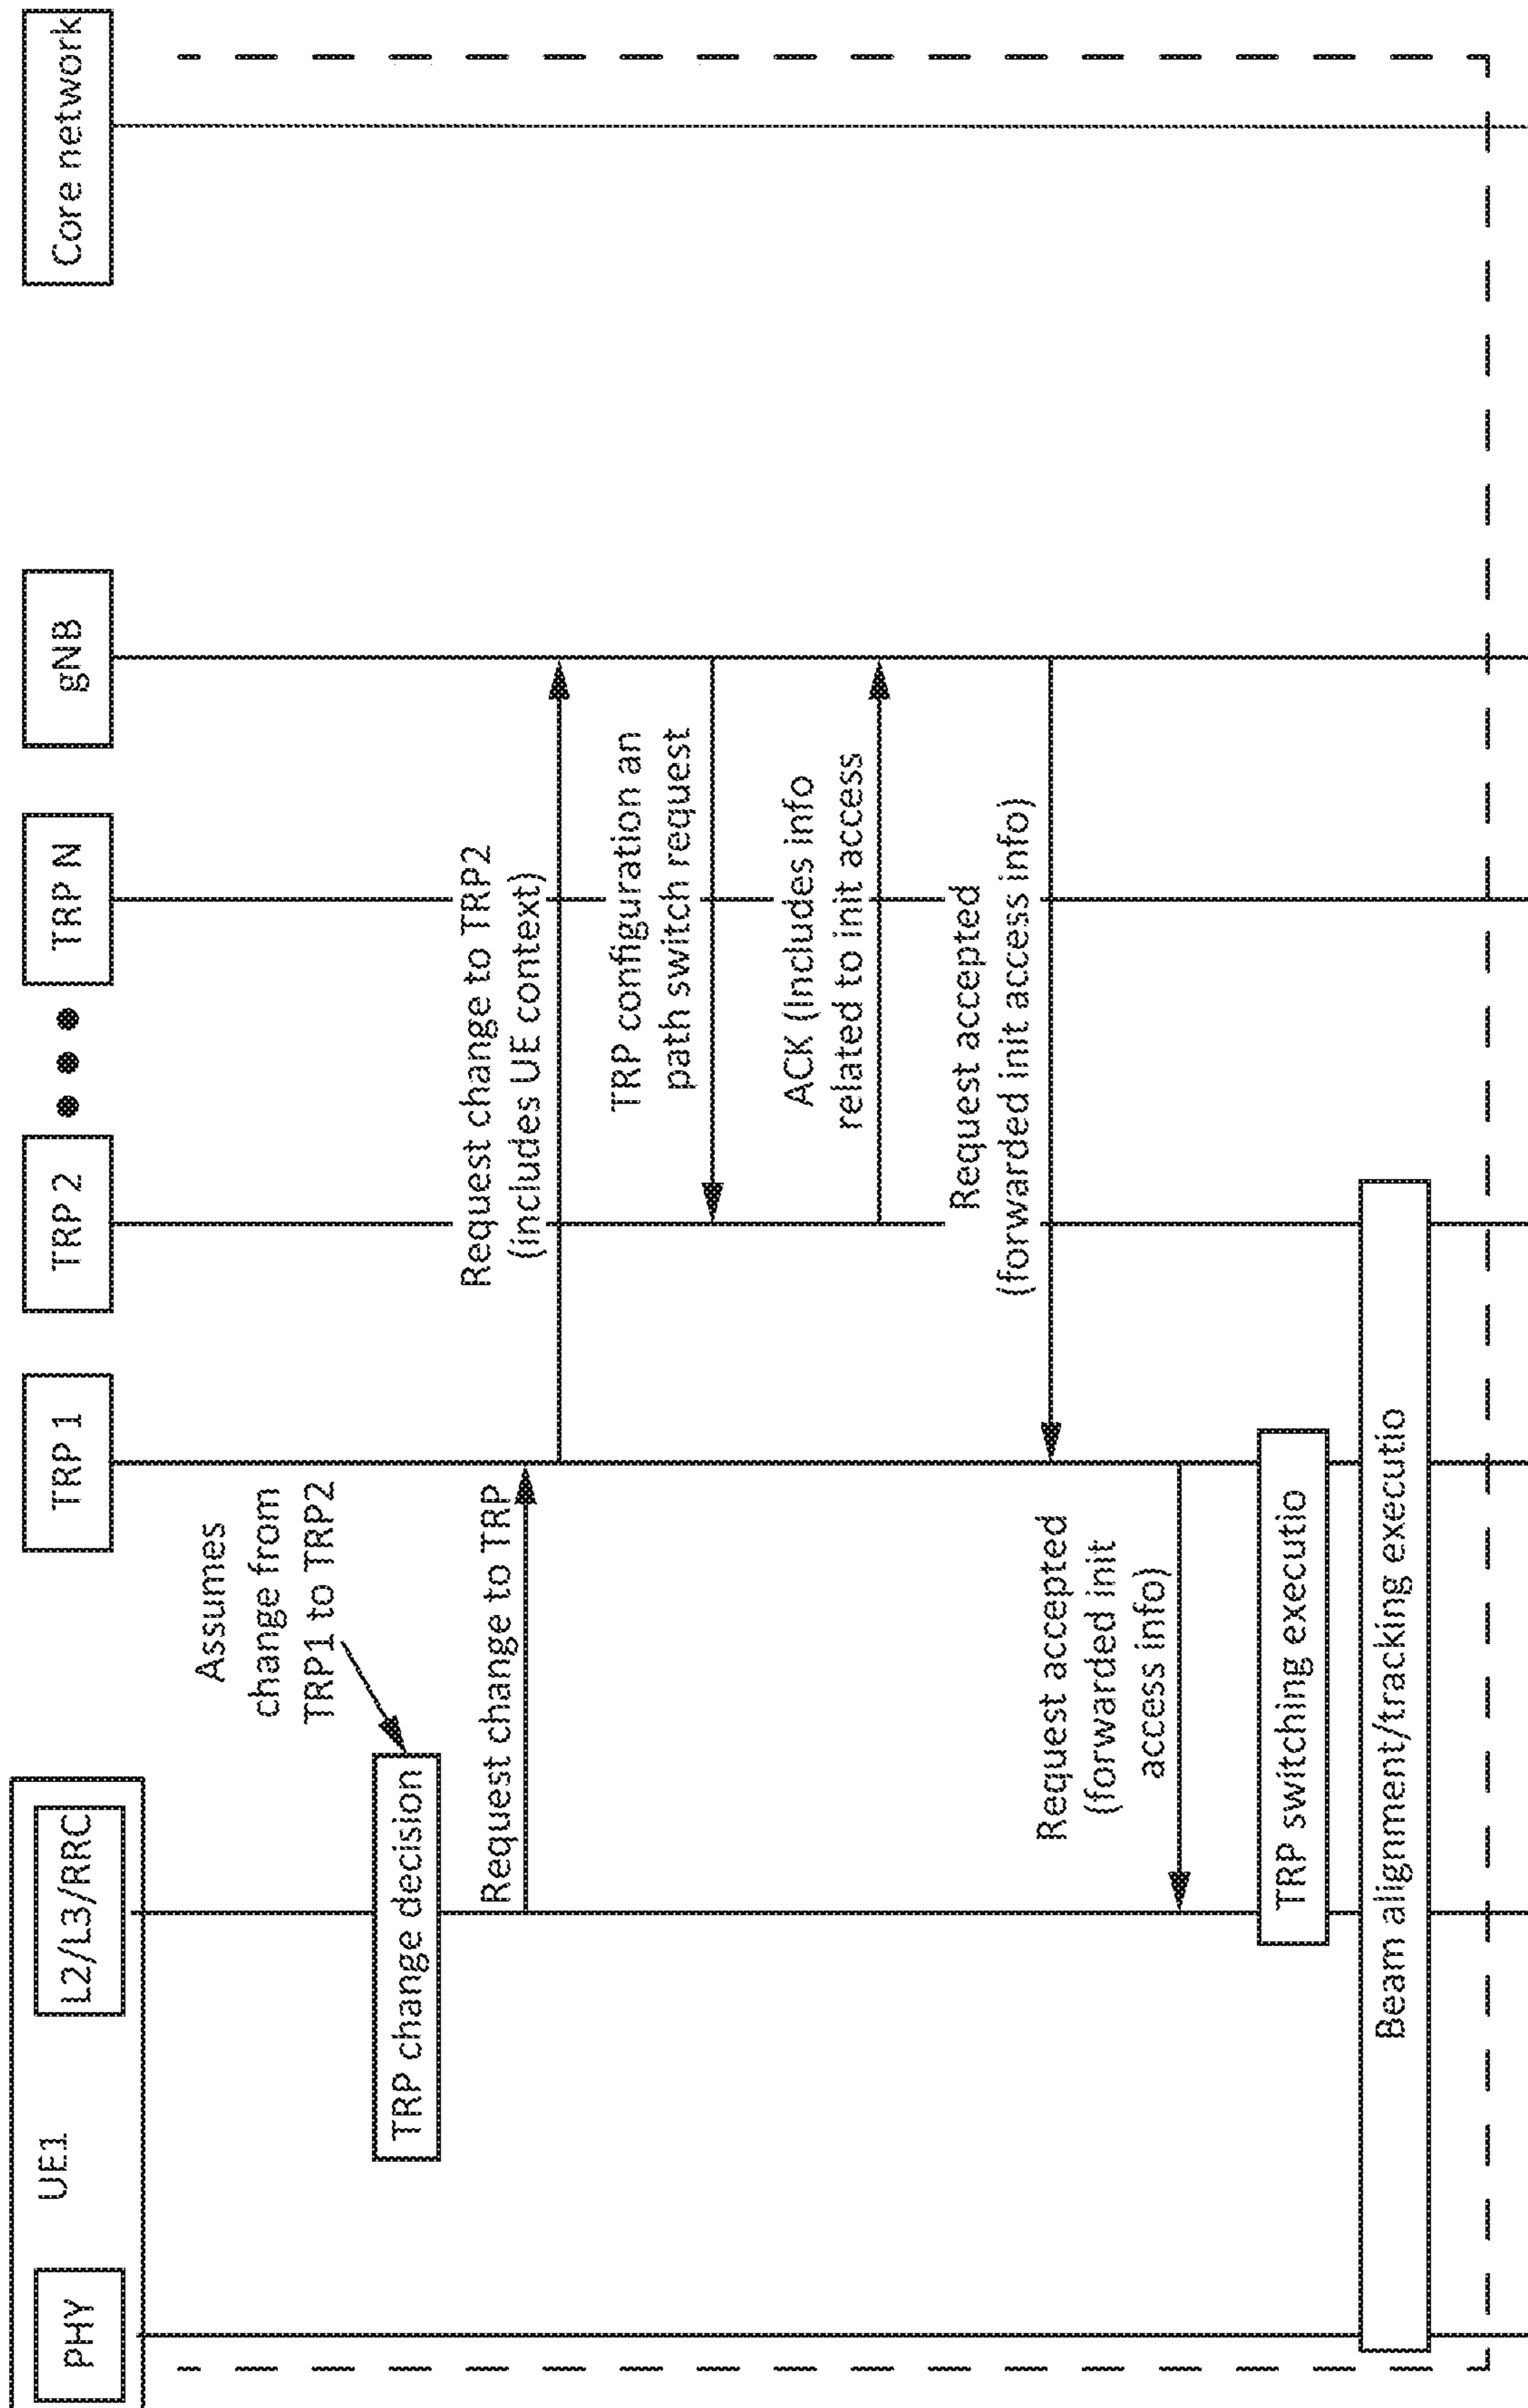 UE1
PHY
L2/L3/RRC
TRP 1
TRP 2
TRP N
gNB
Core network
Assumes
change from
TRP1 to TRP2
TRP change decision
Request change to TRP
Request change to TRP2
(includes UE context)
TRP configuration an
path switch request
ACK (Includes info
related to init access
Request accepted
(forwarded init access info)
Request accepted
(forwarded init
access info)
TRP switching executio
Beam alignment/tracking executio